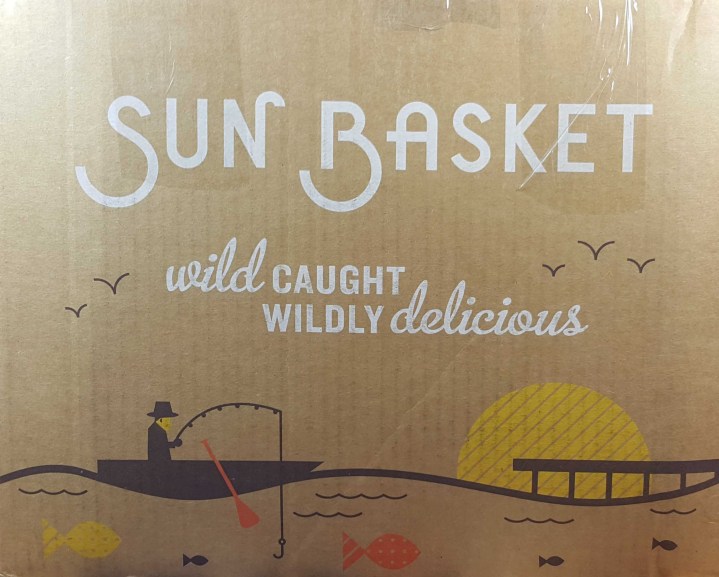 SUN BASKET
wild CAUGHT
WILDLY delicious